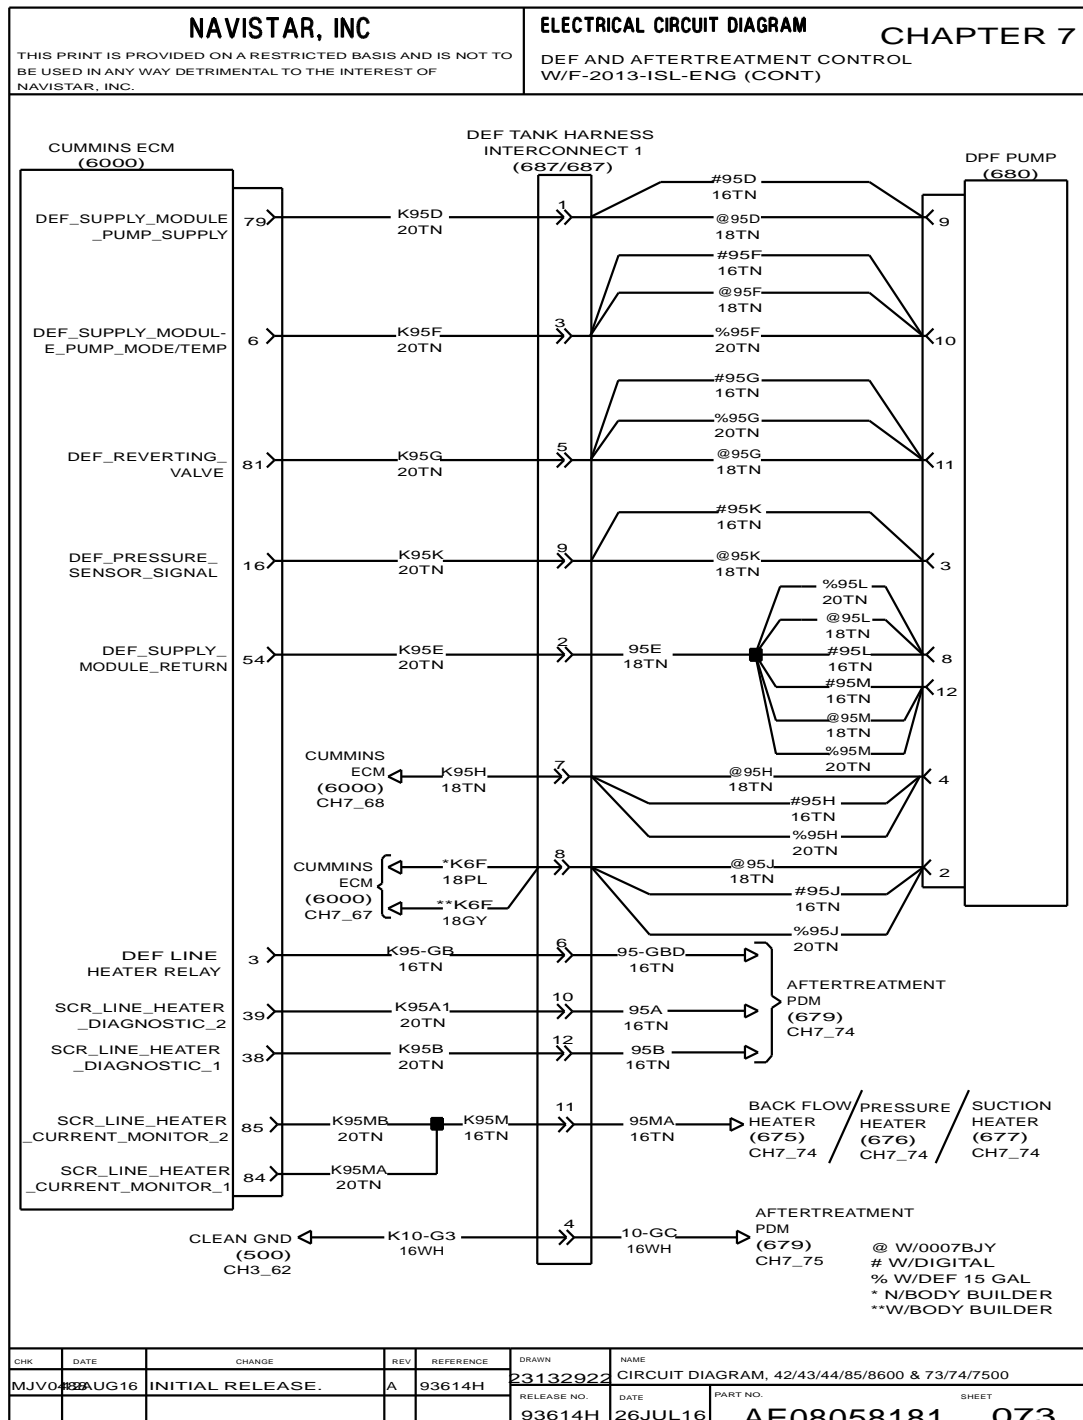 NAVISTAR, INC
THIS PRINT IS PROVIDED ON A RESTRICTED BASIS AND IS NOT TO
BE USED IN ANY WAY DETRIMENTAL TO THE INTEREST OF
NAVISTAR, INC.
ELECTRICAL CIRCUIT DIAGRAM
CHAPTER 7
DEF AND AFTERTREATMENT CONTROL
W/F-2013-ISL-ENG (CONT)
CUMMINS ECM
(6000)
DEF TANK HARNESS
INTERCONNECT 1
(687/687)
DPF PUMP
(680)
DEF_SUPPLY_MODULE
_PUMP_SUPPLY
79
K95D
20TN
1
#95D
16TN
@95D
18TN
9
DEF_SUPPLY_MODUL-
E_PUMP_MODE/TEMP
6
K95F
20TN
3
#95F
16TN
@95F
18TN
%95F
20TN
10
DEF_REVERTING_
VALVE
81
K95G
20TN
5
#95G
16TN
%95G
20TN
@95G
18TN
11
DEF_PRESSURE_
SENSOR_SIGNAL
16
K95K
20TN
9
#95K
16TN
@95K
18TN
3
DEF_SUPPLY_
MODULE_RETURN
54
K95E
20TN
2
95E
18TN
%95L
20TN
@95L
18TN
#95L
16TN
8
#95M
16TN
12
@95M
18TN
%95M
20TN
CUMMINS
ECM
(6000)
CH7_68
K95H
18TN
7
@95H
18TN
#95H
16TN
%95H
20TN
4
CUMMINS
ECM
(6000)
CH7_67
*K6F
18PL
**K6F
18GY
8
@95J
18TN
#95J
16TN
%95J
20TN
2
DEF LINE
HEATER RELAY
3
K95-GB
16TN
6
95-GBD
16TN
SCR_LINE_HEATER
_DIAGNOSTIC_2
39
K95A1
20TN
10
95A
16TN
SCR_LINE_HEATER
_DIAGNOSTIC_1
38
K95B
20TN
12
95B
16TN
AFTERTREATMENT
PDM
(679)
CH7_74
SCR_LINE_HEATER
_CURRENT_MONITOR_2
85
K95MB
20TN
K95M
16TN
11
95MA
16TN
BACK FLOW
HEATER
(675)
CH7_74
PRESSURE
HEATER
(676)
CH7_74
SUCTION
HEATER
(677)
CH7_74
SCR_LINE_HEATER
_CURRENT_MONITOR_1
84
K95MA
20TN
CLEAN GND
(500)
CH3_62
K10-G3
16WH
4
10-GC
16WH
AFTERTREATMENT
PDM
(679)
CH7_75
@ W/0007BJY
# W/DIGITAL
% W/DEF 15 GAL
* N/BODY BUILDER
**W/BODY BUILDER
CHK DATE CHANGE REV REFERENCE
INITIAL RELEASE. A 93614H
DRAWN
23132922
NAME
CIRCUIT DIAGRAM, 42/43/44/85/8600 & 73/74/7500
RELEASE NO.
93614H
DATE
26JUL16
PART NO.
AE08058181
SHEET
073